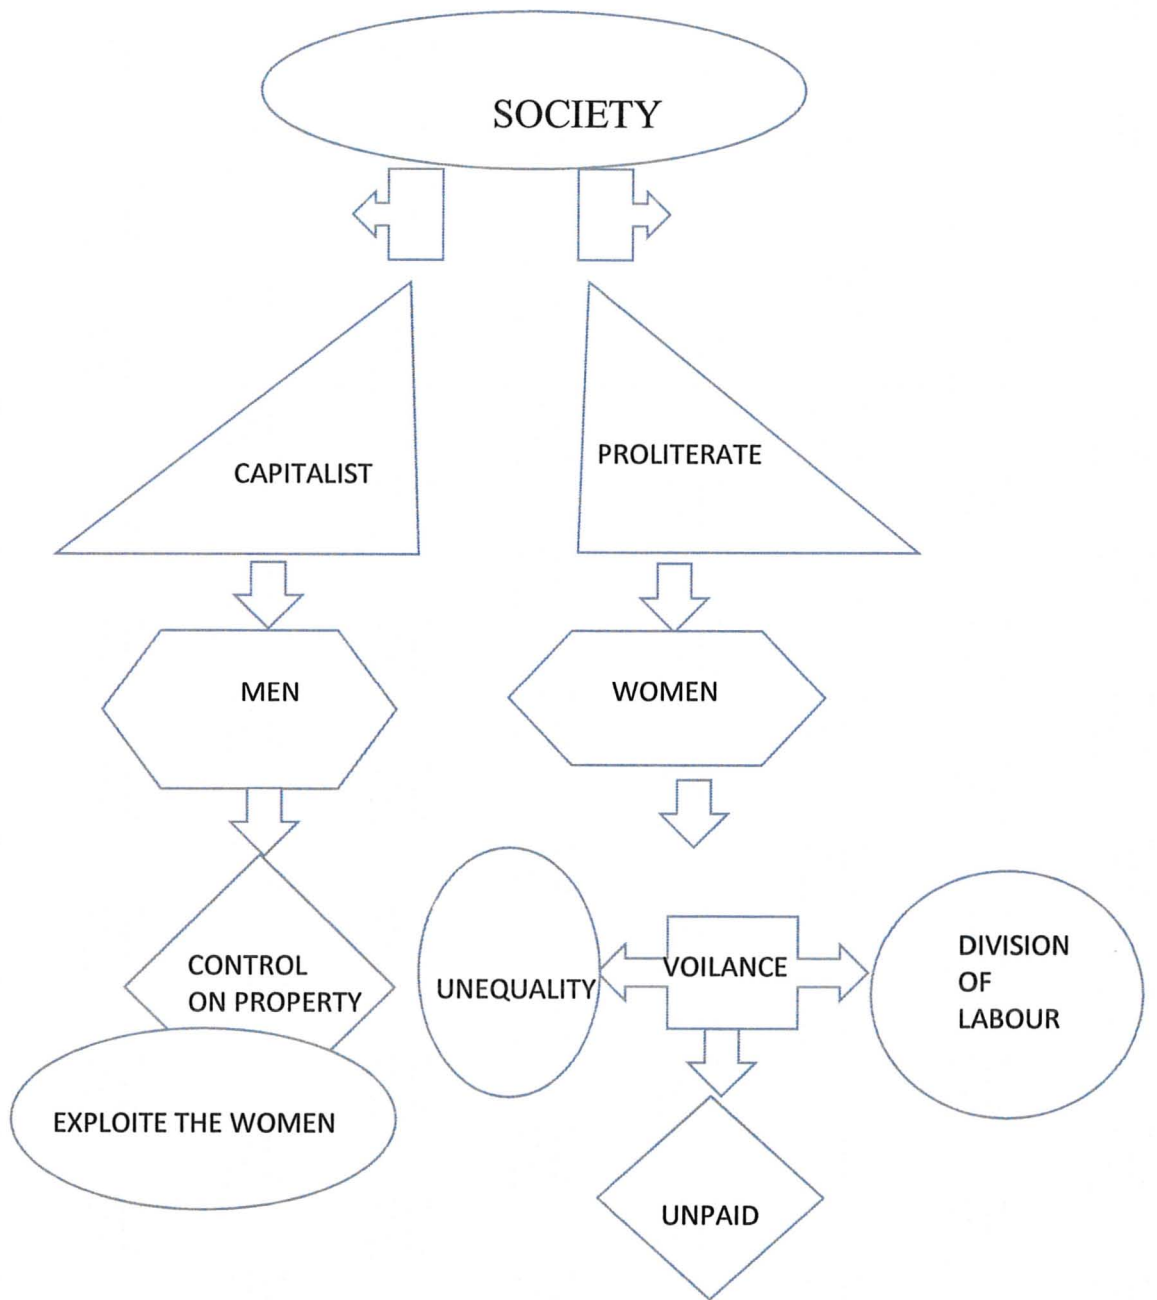 SOCIETY
CAPITALIST
PROLITERATE
MEN
WOMEN
CONTROL
ON PROPERTY
UNEQUALITY
VOILANCE
DIVISION
OF
LABOUR
EXPLOITE THE WOMEN
UNPAID